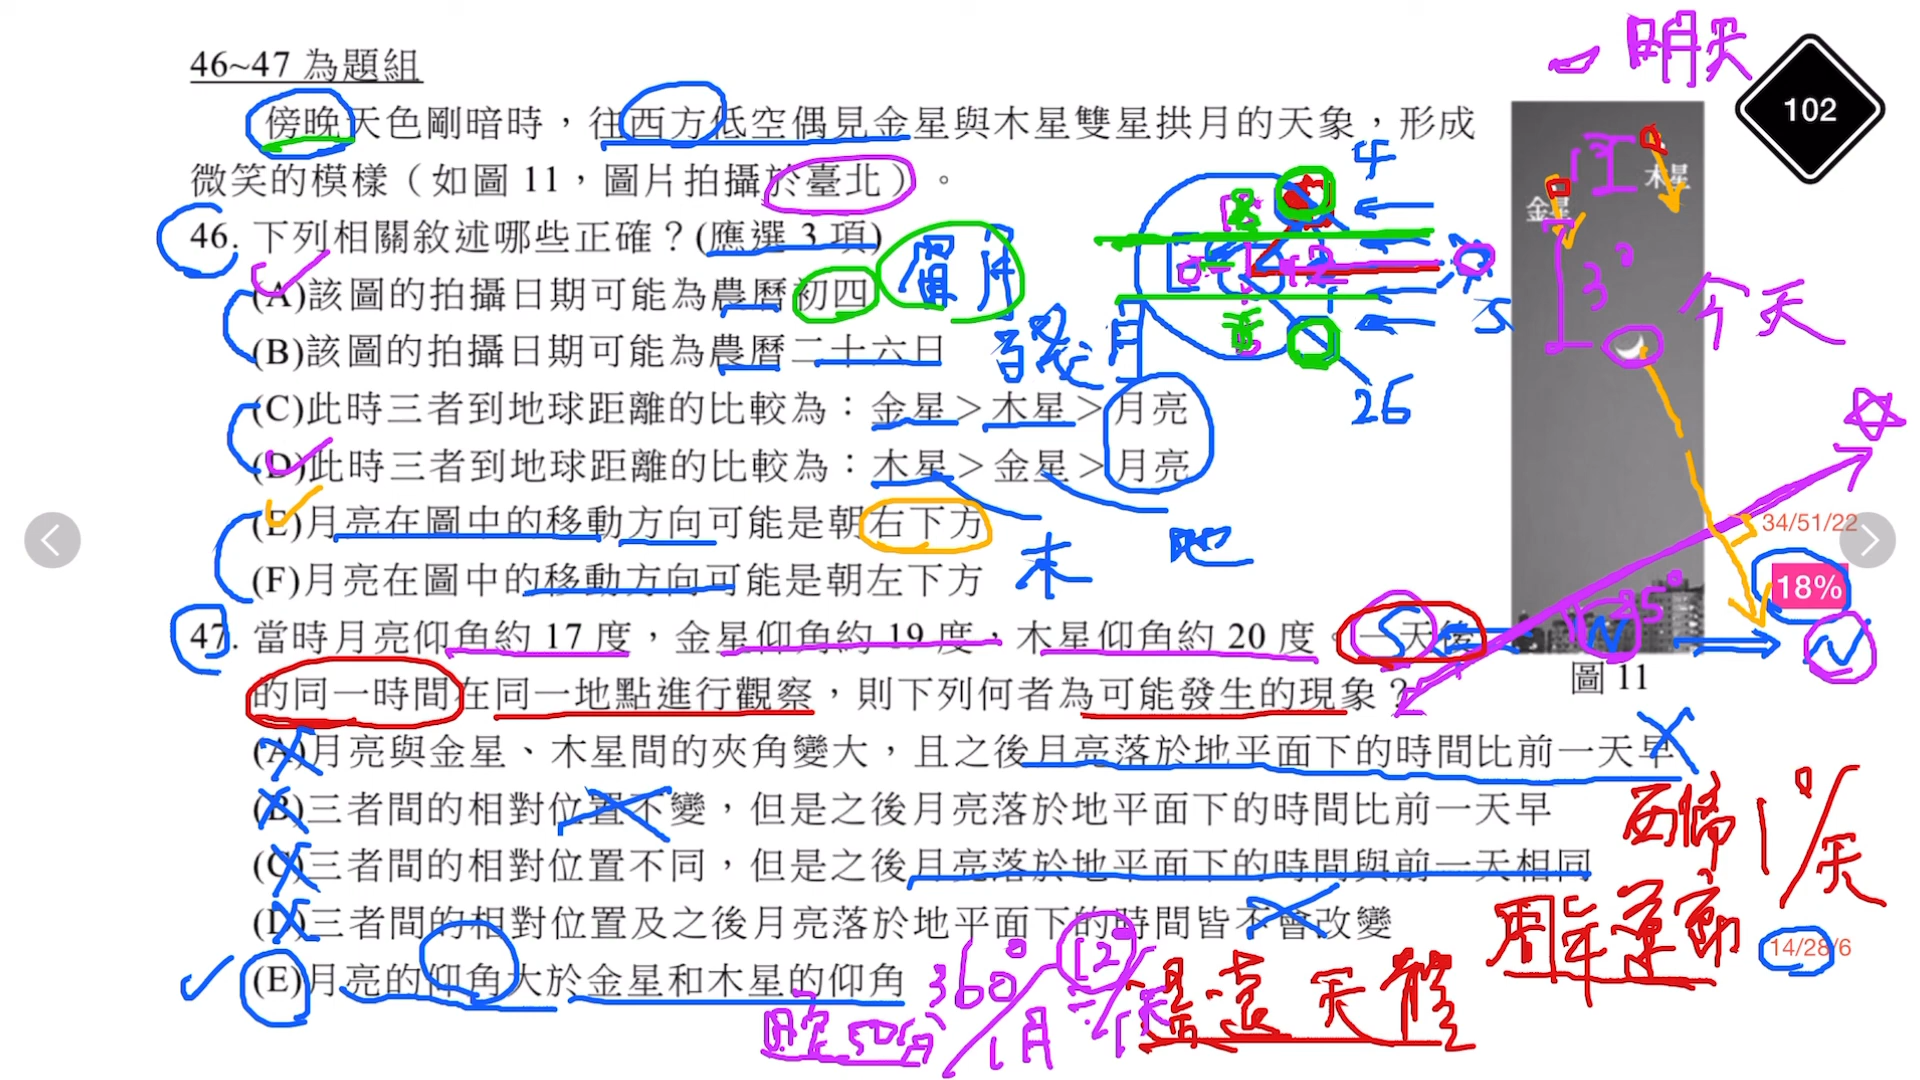 46~47 為題組
傍晚天色剛暗時，往西方低空偶見金星與木星雙星拱月的天象，形成
微笑的模樣（如圖 11，圖片拍攝於臺北）。
46. 下列相關敘述哪些正確？(應選 3 項)
(A)該圖的拍攝日期可能為農曆初四
(B)該圖的拍攝日期可能為農曆二十六日
(C)此時三者到地球距離的比較為：金星＞木星＞月亮
(D)此時三者到地球距離的比較為：木星＞金星＞月亮
(E)月亮在圖中的移動方向可能是朝右下方
(F)月亮在圖中的移動方向可能是朝左下方
47. 當時月亮仰角約 17 度，金星仰角約 19 度，木星仰角約 20 度。一天後
的同一時間在同一地點進行觀察，則下列何者為可能發生的現象？
(A)月亮與金星、木星間的夾角變大，且之後月亮落於地平面下的時間比前一天早
(B)三者間的相對位置不變，但是之後月亮落於地平面下的時間比前一天早
(C)三者間的相對位置不同，但是之後月亮落於地平面下的時間與前一天相同
(D)三者間的相對位置及之後月亮落於地平面下的時間皆不會改變
(E)月亮的仰角大於金星和木星的仰角
木星
金星
圖 11
102
34/51/22
18%
14/28/6
明天
今天
3°
4
26
5
眉月
殘月
木
地
S
N
N
西偏 1°/天
周年運動
遙遠天體
360°/1月
12°/天
晚50分